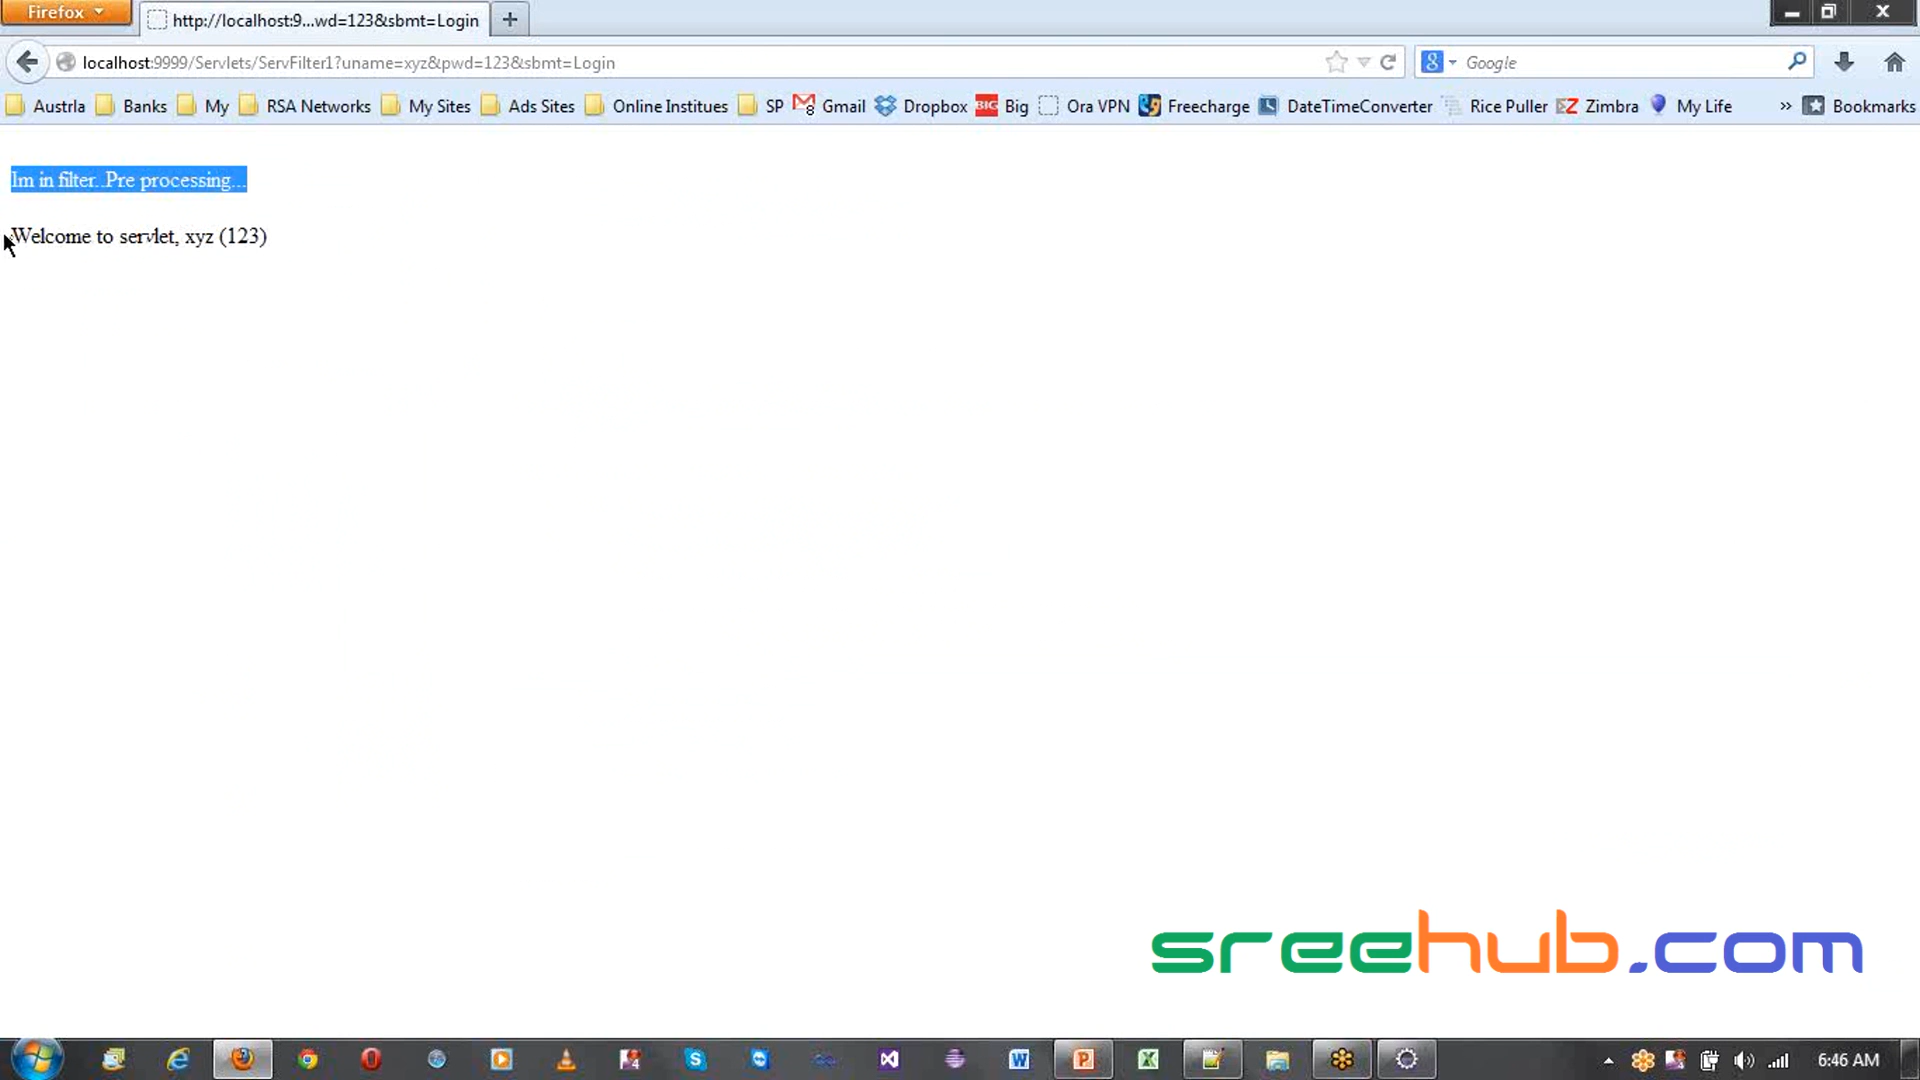 Firefox
http://localhost:9...wd=123&sbmt=Login
localhost:9999/Servlets/ServFilter1?uname=xyz&pwd=123&sbmt=Login
Google
Austrla Banks My RSA Networks My Sites Ads Sites Online Institues SP Gmail Dropbox BIG Big Ora VPN Freecharge DateTimeConverter Rice Puller Zimbra My Life » Bookmarks
Im in filter..Pre processing...
Welcome to servlet, xyz (123)
sreehub.com
6:46 AM